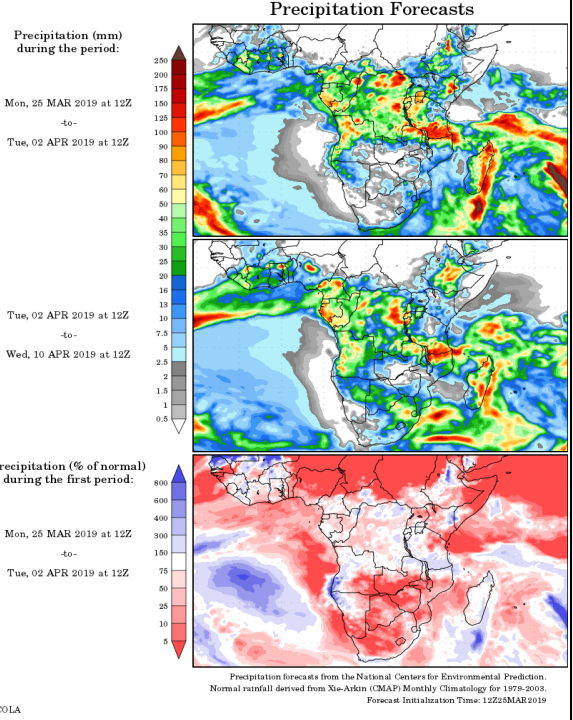 Precipitation Forecasts
Precipitation (mm)
during the period:
250
200
175
150
125
100
90
80
70
60
50
40
35
30
25
20
16
13
10
7.5
5
2.5
2
1.5
1
0.5
Mon, 25 MAR 2019 at 12Z
-to-
Tue, 02 APR 2019 at 12Z
Tue, 02 APR 2019 at 12Z
-to-
Wed, 10 APR 2019 at 12Z
recipitation (% of normal)
during the first period:
800
600
400
300
150
75
50
25
10
5
Mon, 25 MAR 2019 at 12Z
-to-
Tue, 02 APR 2019 at 12Z
Precipitation forecasts from the National Centers for Environmental Prediction.
Normal rainfall derived from Xie-Arkin (CMAP) Monthly Climatology for 1979-2003.
Forecast Initialization Time: 12Z25MAR2019
COLA